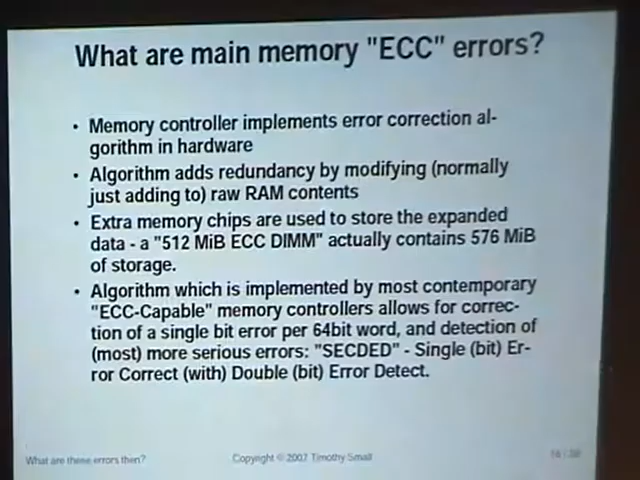 What are main memory "ECC" errors?
• Memory controller implements error correction al-
gorithm in hardware
• Algorithm adds redundancy by modifying (normally
just adding to) raw RAM contents
• Extra memory chips are used to store the expanded
data - a "512 MiB ECC DIMM" actually contains 576 MiB
of storage.
• Algorithm which is implemented by most contemporary
"ECC-Capable" memory controllers allows for correc-
tion of a single bit error per 64bit word, and detection of
(most) more serious errors: "SECDED" - Single (bit) Er-
ror Correct (with) Double (bit) Error Detect.
What are these errors then?
Copyright © 2007 Timothy Small